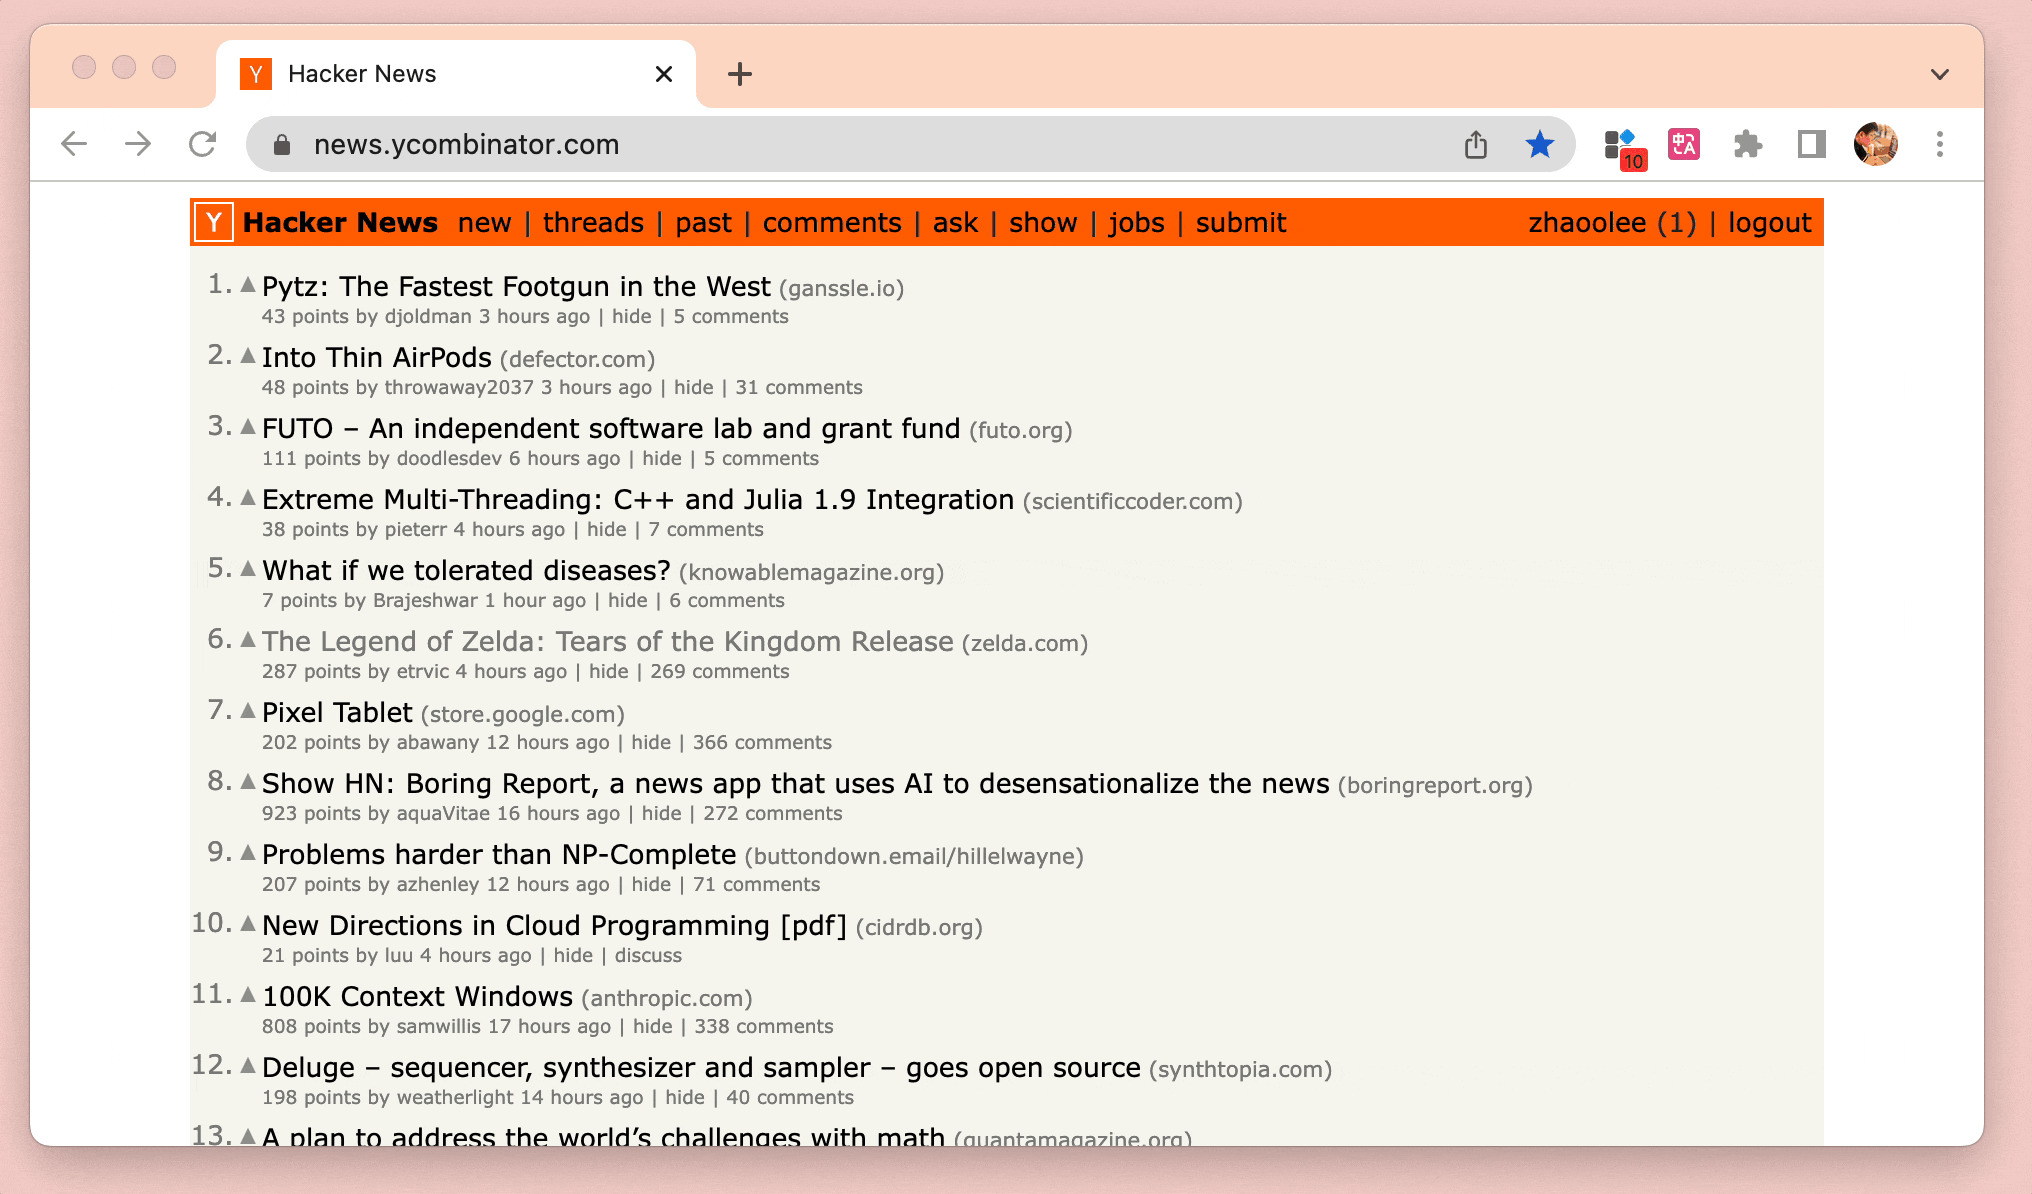 Y Hacker News
news.ycombinator.com
10
中A
Y Hacker News new | threads | past | comments | ask | show | jobs | submit zhaoolee (1) | logout
1. Pytz: The Fastest Footgun in the West (ganssle.io)
43 points by djoldman 3 hours ago | hide | 5 comments
2. Into Thin AirPods (defector.com)
48 points by throwaway2037 3 hours ago | hide | 31 comments
3. FUTO – An independent software lab and grant fund (futo.org)
111 points by doodlesdev 6 hours ago | hide | 5 comments
4. Extreme Multi-Threading: C++ and Julia 1.9 Integration (scientificcoder.com)
38 points by pieterr 4 hours ago | hide | 7 comments
5. What if we tolerated diseases? (knowablemagazine.org)
7 points by Brajeshwar 1 hour ago | hide | 6 comments
6. The Legend of Zelda: Tears of the Kingdom Release (zelda.com)
287 points by etrvic 4 hours ago | hide | 269 comments
7. Pixel Tablet (store.google.com)
202 points by abawany 12 hours ago | hide | 366 comments
8. Show HN: Boring Report, a news app that uses AI to desensationalize the news (boringreport.org)
923 points by aquaVitae 16 hours ago | hide | 272 comments
9. Problems harder than NP-Complete (buttondown.email/hillelwayne)
207 points by azhenley 12 hours ago | hide | 71 comments
10. New Directions in Cloud Programming [pdf] (cidrdb.org)
21 points by luu 4 hours ago | hide | discuss
11. 100K Context Windows (anthropic.com)
808 points by samwillis 17 hours ago | hide | 338 comments
12. Deluge – sequencer, synthesizer and sampler – goes open source (synthtopia.com)
198 points by weatherlight 14 hours ago | hide | 40 comments
13. A plan to address the world’s challenges with math (quantamagazine.org)